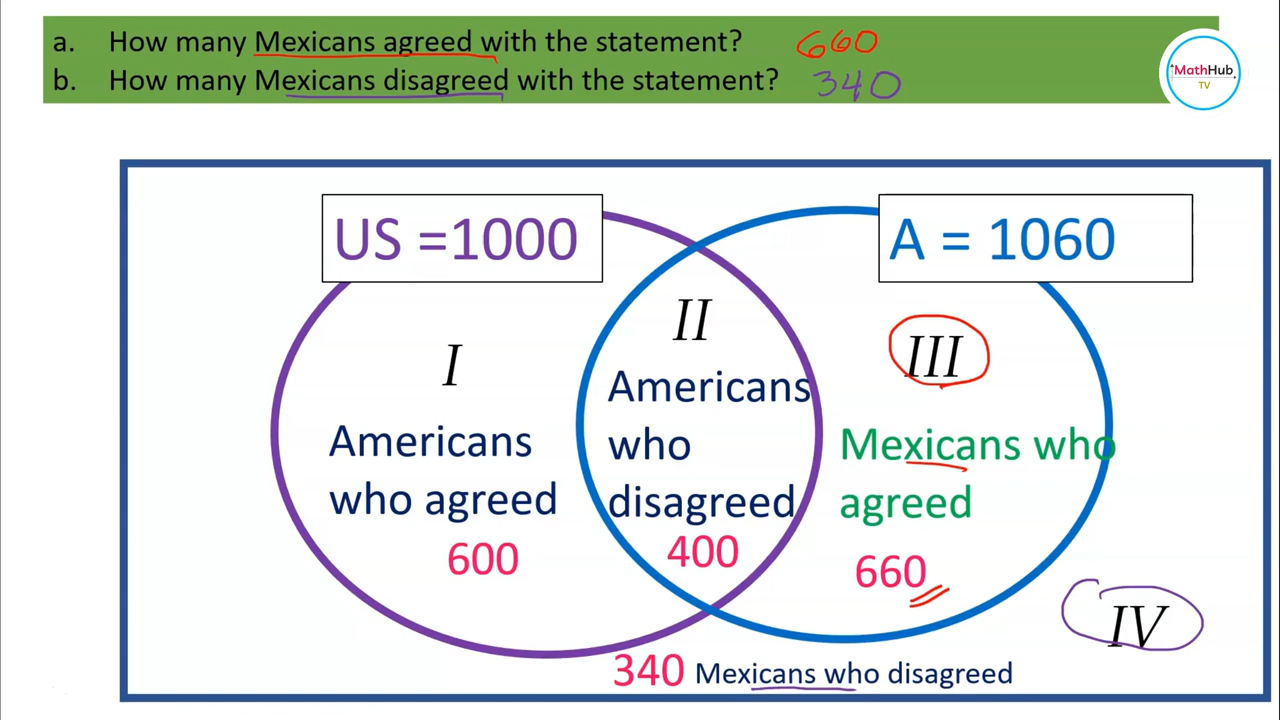 a. How many Mexicans agreed with the statement? 660
b. How many Mexicans disagreed with the statement? 340
MathHub
TV
US =1000
A = 1060
I
Americans
who agreed
600
II
Americans
who
disagreed
400
III
Mexicans who
agreed
660
IV
340 Mexicans who disagreed